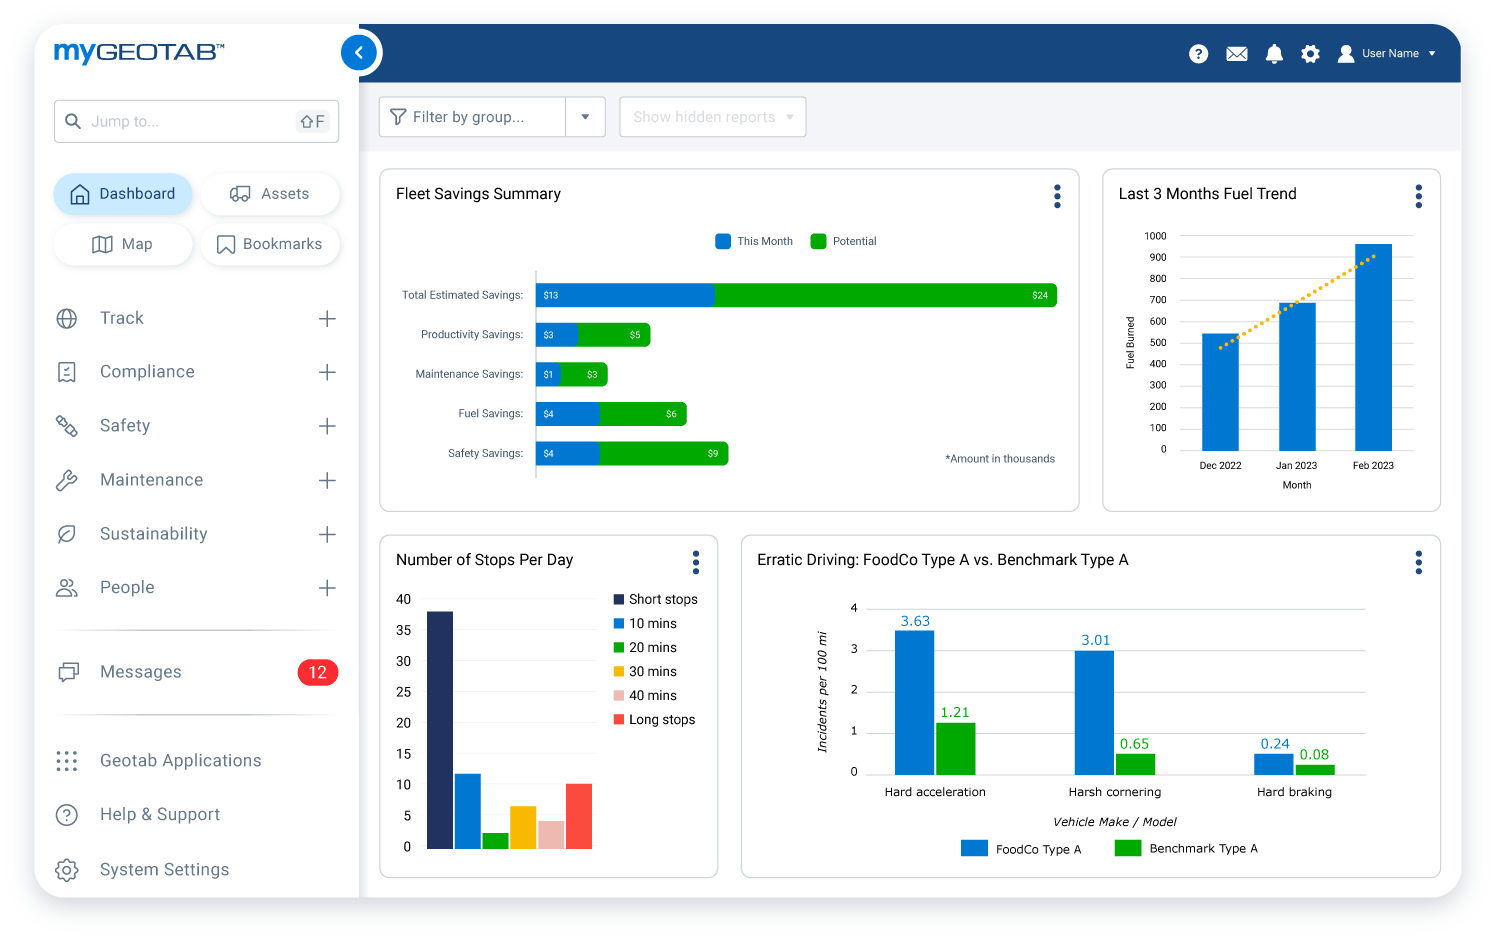 myGEOTAB™
Jump to...
⇧F
Dashboard
Assets
Map
Bookmarks
Track
Compliance
Safety
Maintenance
Sustainability
People
Messages
12
Geotab Applications
Help & Support
System Settings
User Name
Filter by group...
Show hidden reports
Fleet Savings Summary
This Month
Potential
Total Estimated Savings: $13 $24
Productivity Savings: $3 $5
Maintenance Savings: $1 $3
Fuel Savings: $4 $6
Safety Savings: $4 $9
*Amount in thousands
Last 3 Months Fuel Trend
1000
900
800
700
600
500
400
300
200
100
0
Fuel Burned
Dec 2022
Jan 2023
Feb 2023
Month
Number of Stops Per Day
40
35
30
25
20
15
10
5
0
Short stops
10 mins
20 mins
30 mins
40 mins
Long stops
Erratic Driving: FoodCo Type A vs. Benchmark Type A
Incidents per 100 mi
4
3
2
1
0
3.63
1.21
3.01
0.65
0.24
0.08
Hard acceleration
Harsh cornering
Hard braking
Vehicle Make / Model
FoodCo Type A
Benchmark Type A